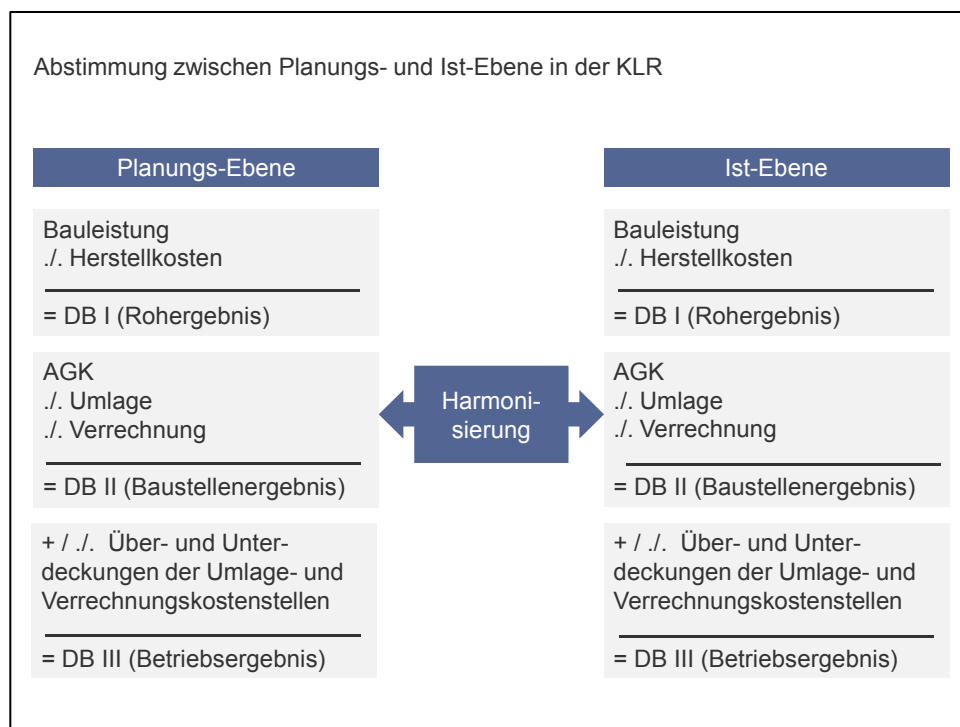 Abstimmung zwischen Planungs- und Ist-Ebene in der KLR
Planungs-Ebene
Bauleistung
./. Herstellkosten
= DB I (Rohergebnis)
AGK
./. Umlage
./. Verrechnung
= DB II (Baustellenergebnis)
+ / ./. Über- und Unter-
deckungen der Umlage- und
Verrechnungskostenstellen
= DB III (Betriebsergebnis)
Harmoni-
sierung
Ist-Ebene
Bauleistung
./. Herstellkosten
= DB I (Rohergebnis)
AGK
./. Umlage
./. Verrechnung
= DB II (Baustellenergebnis)
+ / ./. Über- und Unter-
deckungen der Umlage- und
Verrechnungskostenstellen
= DB III (Betriebsergebnis)